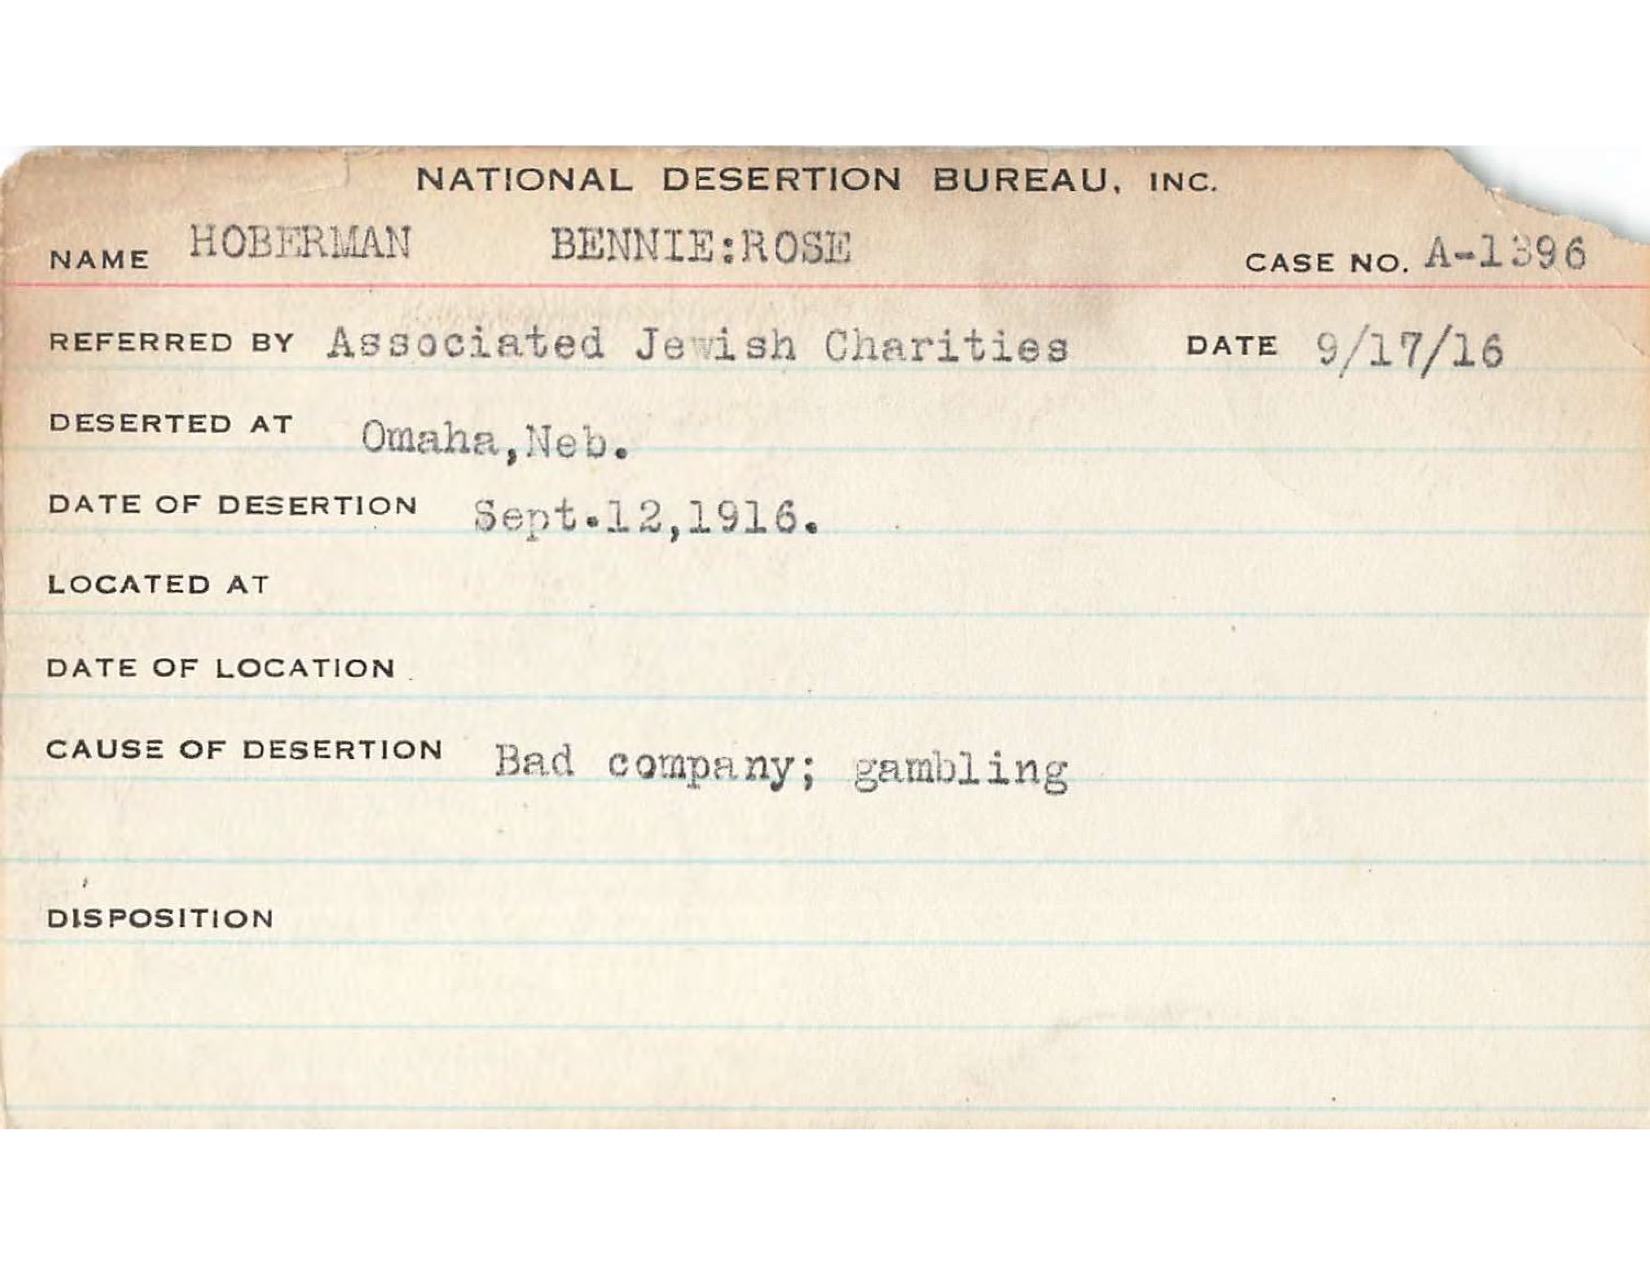 NATIONAL DESERTION BUREAU, INC.
NAME HOBERMAN BENNIE:ROSE CASE NO. A-1396
REFERRED BY Associated Jewish Charities DATE 9/17/16
DESERTED AT Omaha,Neb.
DATE OF DESERTION Sept.12,1916.
LOCATED AT
DATE OF LOCATION
CAUSE OF DESERTION Bad company; gambling
DISPOSITION